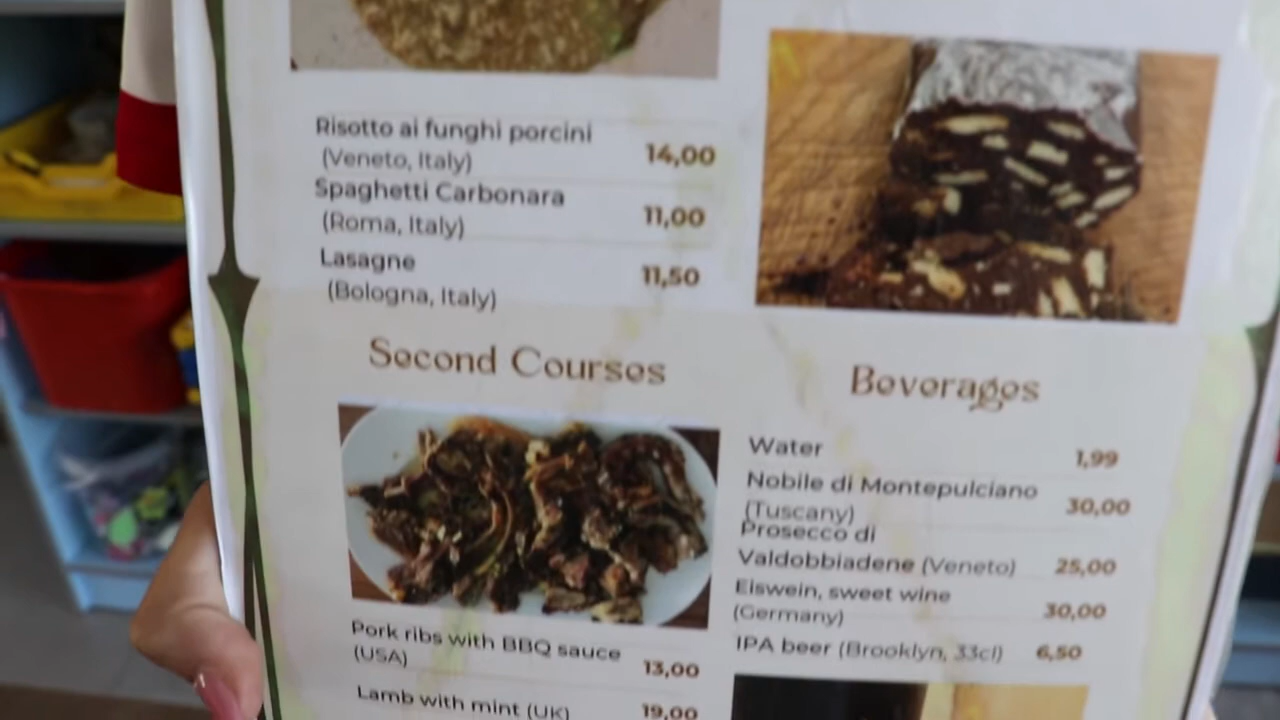 Risotto ai funghi porcini
(Veneto, Italy) 14,00
Spaghetti Carbonara
(Roma, Italy) 11,00
Lasagne 11,50
(Bologna, Italy)
Second Courses
Pork ribs with BBQ sauce
(USA) 13,00
Lamb with mint (UK) 19,00
Beverages
Water 1,99
Nobile di Montepulciano
(Tuscany) 30,00
Prosecco di
Valdobbiadene (Veneto) 25,00
Eiswein, sweet wine
(Germany) 30,00
IPA beer (Brooklyn, 33cl) 6,50